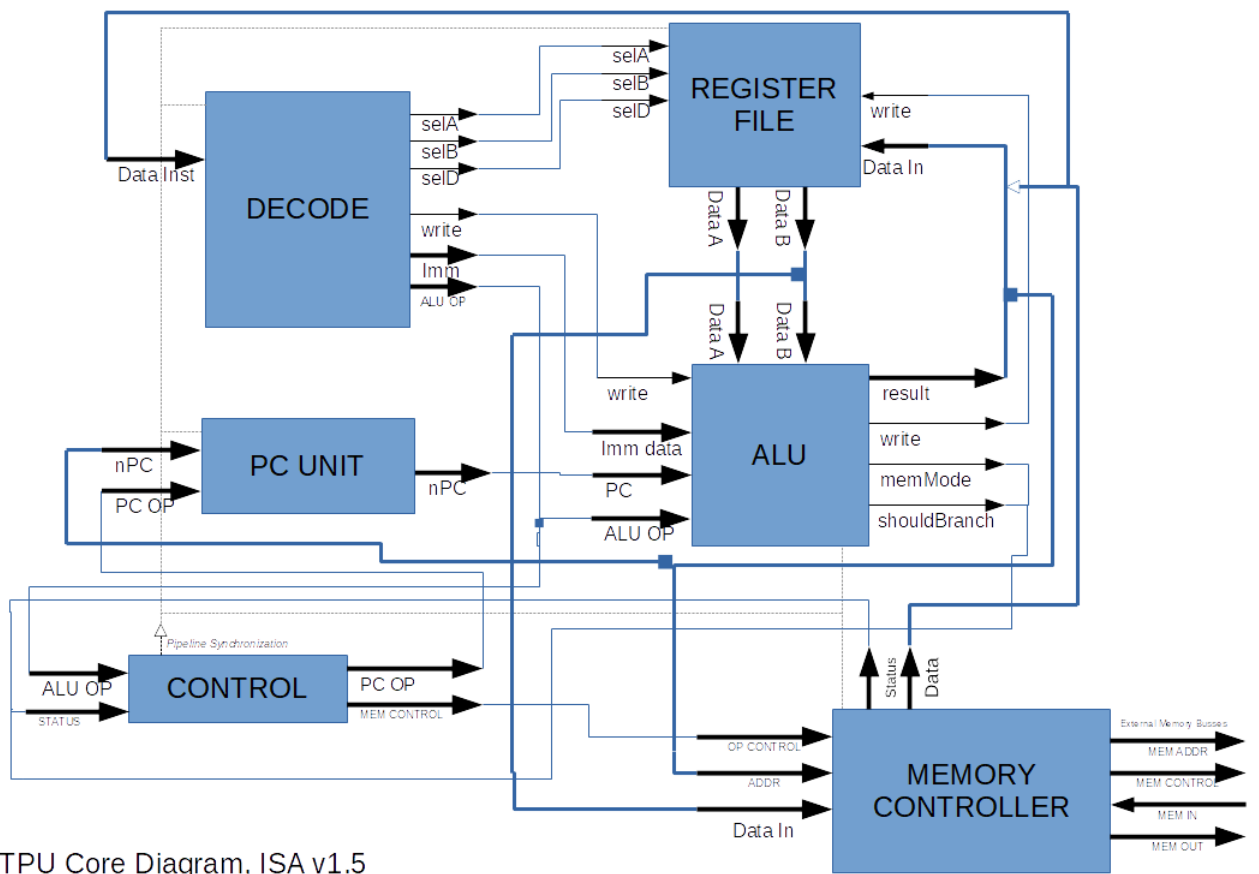 selA
selB
selD
REGISTER
FILE
write
Data In
Data Inst
DECODE
selA
selB
selD
write
Imm
ALU OP
Data A
Data B
Data A
Data B
write
Imm data
PC
ALU OP
ALU
result
write
memMode
shouldBranch
nPC
PC OP
PC UNIT
nPC
Pipeline Synchronization
ALU OP
STATUS
CONTROL
PC OP
MEM CONTROL
Status
Data
OP CONTROL
ADDR
Data In
MEMORY
CONTROLLER
External Memory Busses
MEM ADDR
MEM CONTROL
MEM IN
MEM OUT
TPU Core Diagram, ISA v1.5